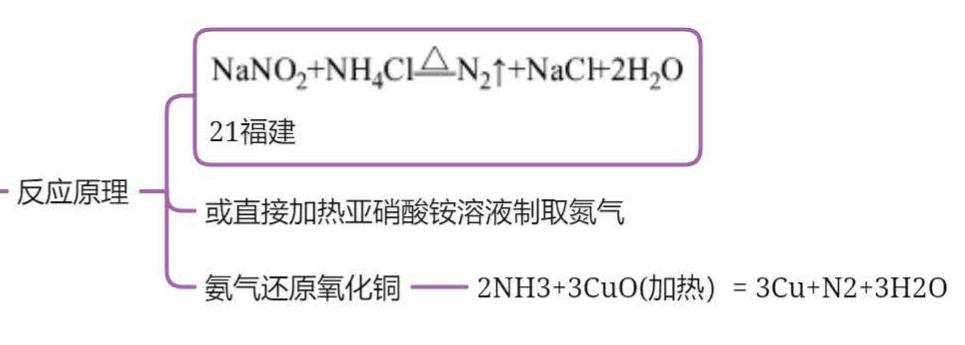 NaNO₂+NH₄Cl≜N₂↑+NaCl+2H₂O
21福建
反应原理
或直接加热亚硝酸铵溶液制取氮气
氨气还原氧化铜
2NH3+3CuO(加热）= 3Cu+N2+3H2O